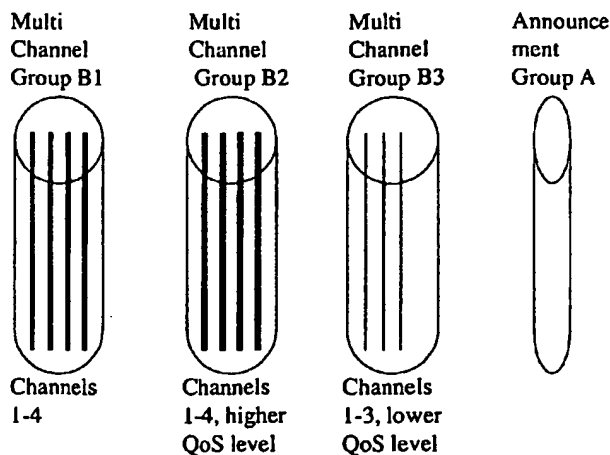 Multi
Channel
Group B1
Multi
Channel
Group B2
Multi
Channel
Group B3
Announce
ment
Group A
Channels
1-4
Channels
1-4, higher
QoS level
Channels
1-3, lower
QoS level